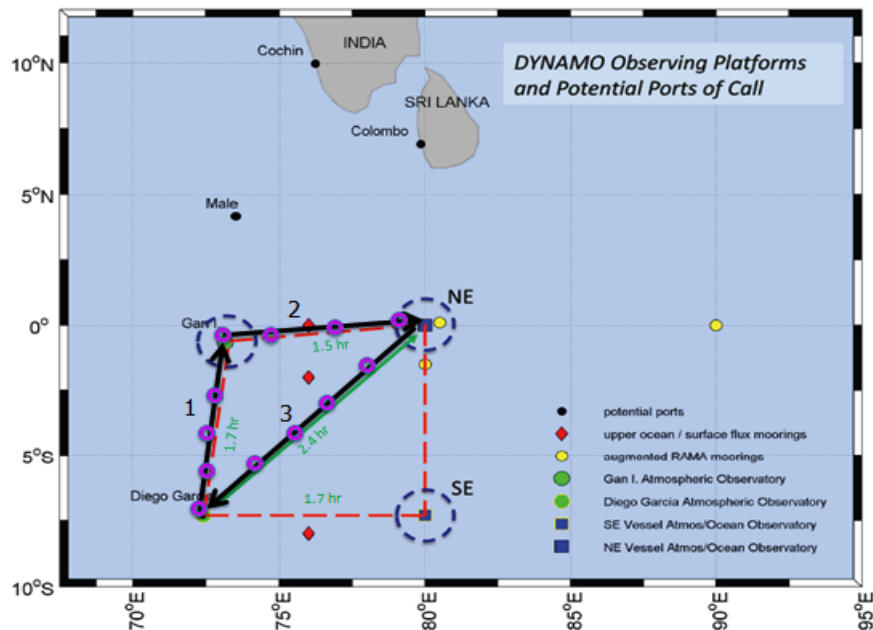 INDIA
Cochin
DYNAMO Observing Platforms
and Potential Ports of Call
SRI LANKA
Colombo
Male
10°N
5°N
0°
5°S
10°S
NE
2
Gan I
1.5 hr
1
3
1.7 hr
2.4 hr
SE
Diego Garc
1.7 hr
potential ports
upper ocean / surface flux moorings
augmented RAMA moorings
Gan I. Atmospheric Observatory
Diego Garcia Atmospheric Observatory
SE Vessel Atmos/Ocean Observatory
NE Vessel Atmos/Ocean Observatory
70°E
75°E
80°E
85°E
90°E
95°E